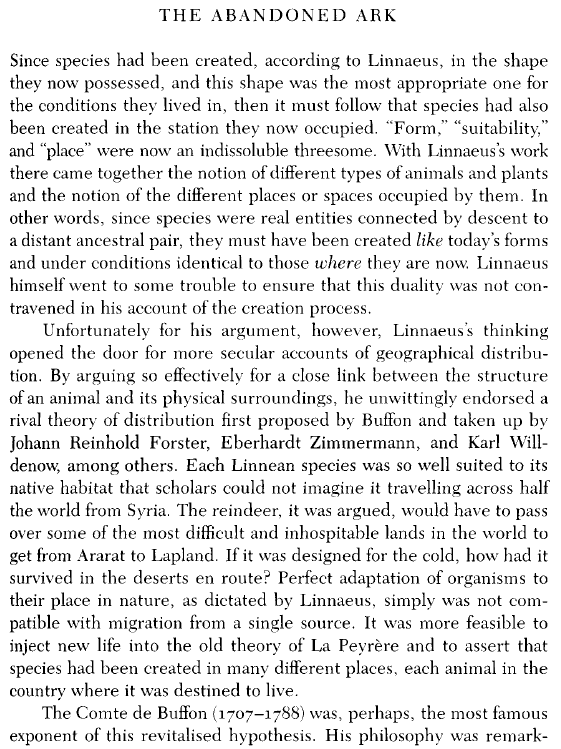 THE ABANDONED ARK
Since species had been created, according to Linnaeus, in the shape
they now possessed, and this shape was the most appropriate one for
the conditions they lived in, then it must follow that species had also
been created in the station they now occupied. “Form,” “suitability,”
and “place” were now an indissoluble threesome. With Linnaeus’s work
there came together the notion of different types of animals and plants
and the notion of the different places or spaces occupied by them. In
other words, since species were real entities connected by descent to
a distant ancestral pair, they must have been created like today’s forms
and under conditions identical to those where they are now. Linnaeus
himself went to some trouble to ensure that this duality was not con-
travened in his account of the creation process.
Unfortunately for his argument, however, Linnaeus’s thinking
opened the door for more secular accounts of geographical distribu-
tion. By arguing so effectively for a close link between the structure
of an animal and its physical surroundings, he unwittingly endorsed a
rival theory of distribution first proposed by Buffon and taken up by
Johann Reinhold Forster, Eberhardt Zimmermann, and Karl Will-
denow, among others. Each Linnean species was so well suited to its
native habitat that scholars could not imagine it travelling across half
the world from Syria. The reindeer, it was argued, would have to pass
over some of the most difficult and inhospitable lands in the world to
get from Ararat to Lapland. If it was designed for the cold, how had it
survived in the deserts en route? Perfect adaptation of organisms to
their place in nature, as dictated by Linnaeus, simply was not com-
patible with migration from a single source. It was more feasible to
inject new life into the old theory of La Peyrère and to assert that
species had been created in many different places, each animal in the
country where it was destined to live.
The Comte de Buffon (1707–1788) was, perhaps, the most famous
exponent of this revitalised hypothesis. His philosophy was remark-